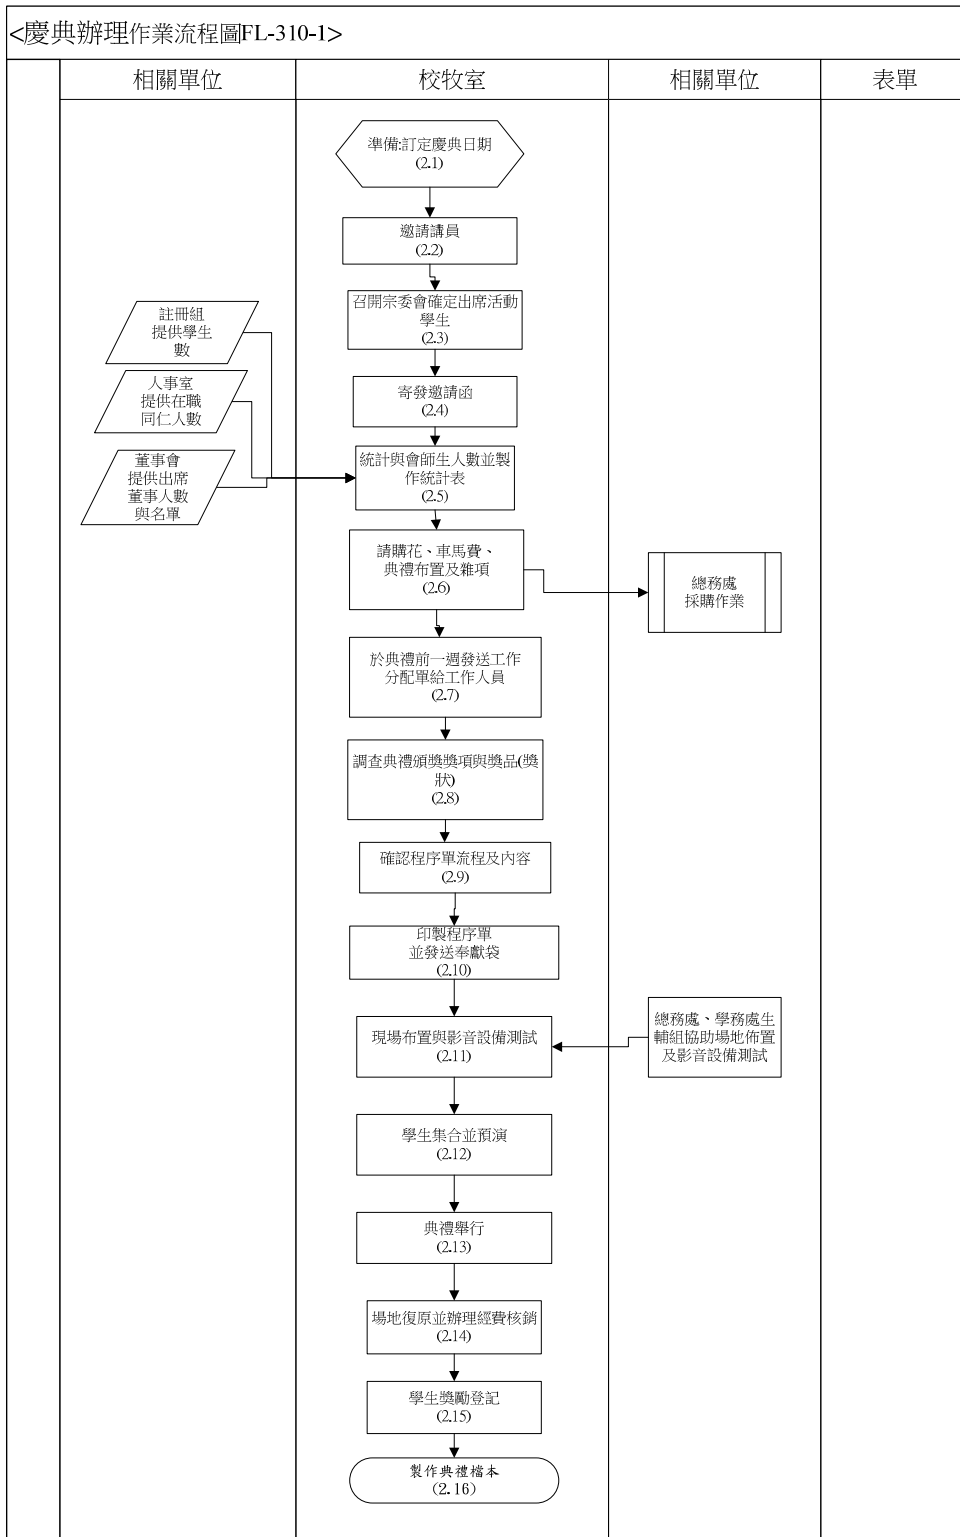 <慶典辦理作業流程圖FL-310-1>
相關單位
校牧室
相關單位
表單
準備:訂定慶典日期
(2.1)
邀請講員
(2.2)
召開宗委會確定出席活動
學生
(2.3)
註冊組
提供學生
數
寄發邀請函
(2.4)
人事室
提供在職
同仁人數
統計與會師生人數並製
作統計表
(2.5)
董事會
提供出席
董事人數
與名單
請購花、車馬費、
典禮布置及雜項
(2.6)
總務處
採購作業
於典禮前一週發送工作
分配單給工作人員
(2.7)
調查典禮頒獎獎項與獎品(獎
狀)
(2.8)
確認程序單流程及內容
(2.9)
印製程序單
並發送奉獻袋
(2.10)
現場布置與影音設備測試
(2.11)
總務處、學務處生
輔組協助場地佈置
及影音設備測試
學生集合並預演
(2.12)
典禮舉行
(2.13)
場地復原並辦理經費核銷
(2.14)
學生獎勵登記
(2.15)
製作典禮檔本
(2.16)